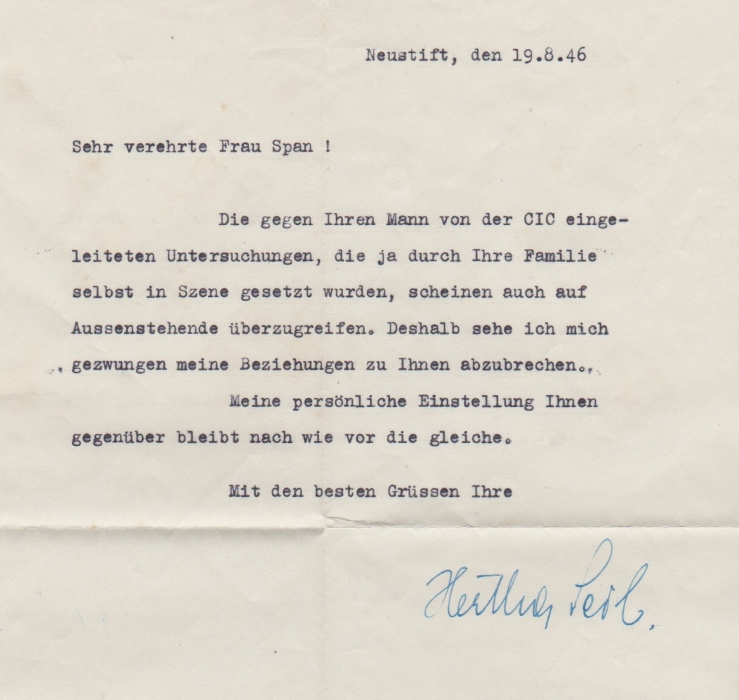 Neustift, den 19.8.46
Sehr verehrte Frau Span !
Die gegen Ihren Mann von der CIC einge-
leiteten Untersuchungen, die ja durch Ihre Familie
selbst in Szene gesetzt wurden, scheinen auch auf
Aussenstehende überzugreifen. Deshalb sehe ich mich
gezwungen meine Beziehungen zu Ihnen abzubrechen.
Meine persönliche Einstellung Ihnen
gegenüber bleibt nach wie vor die gleiche.
Mit den besten Grüssen Ihre
Hertha